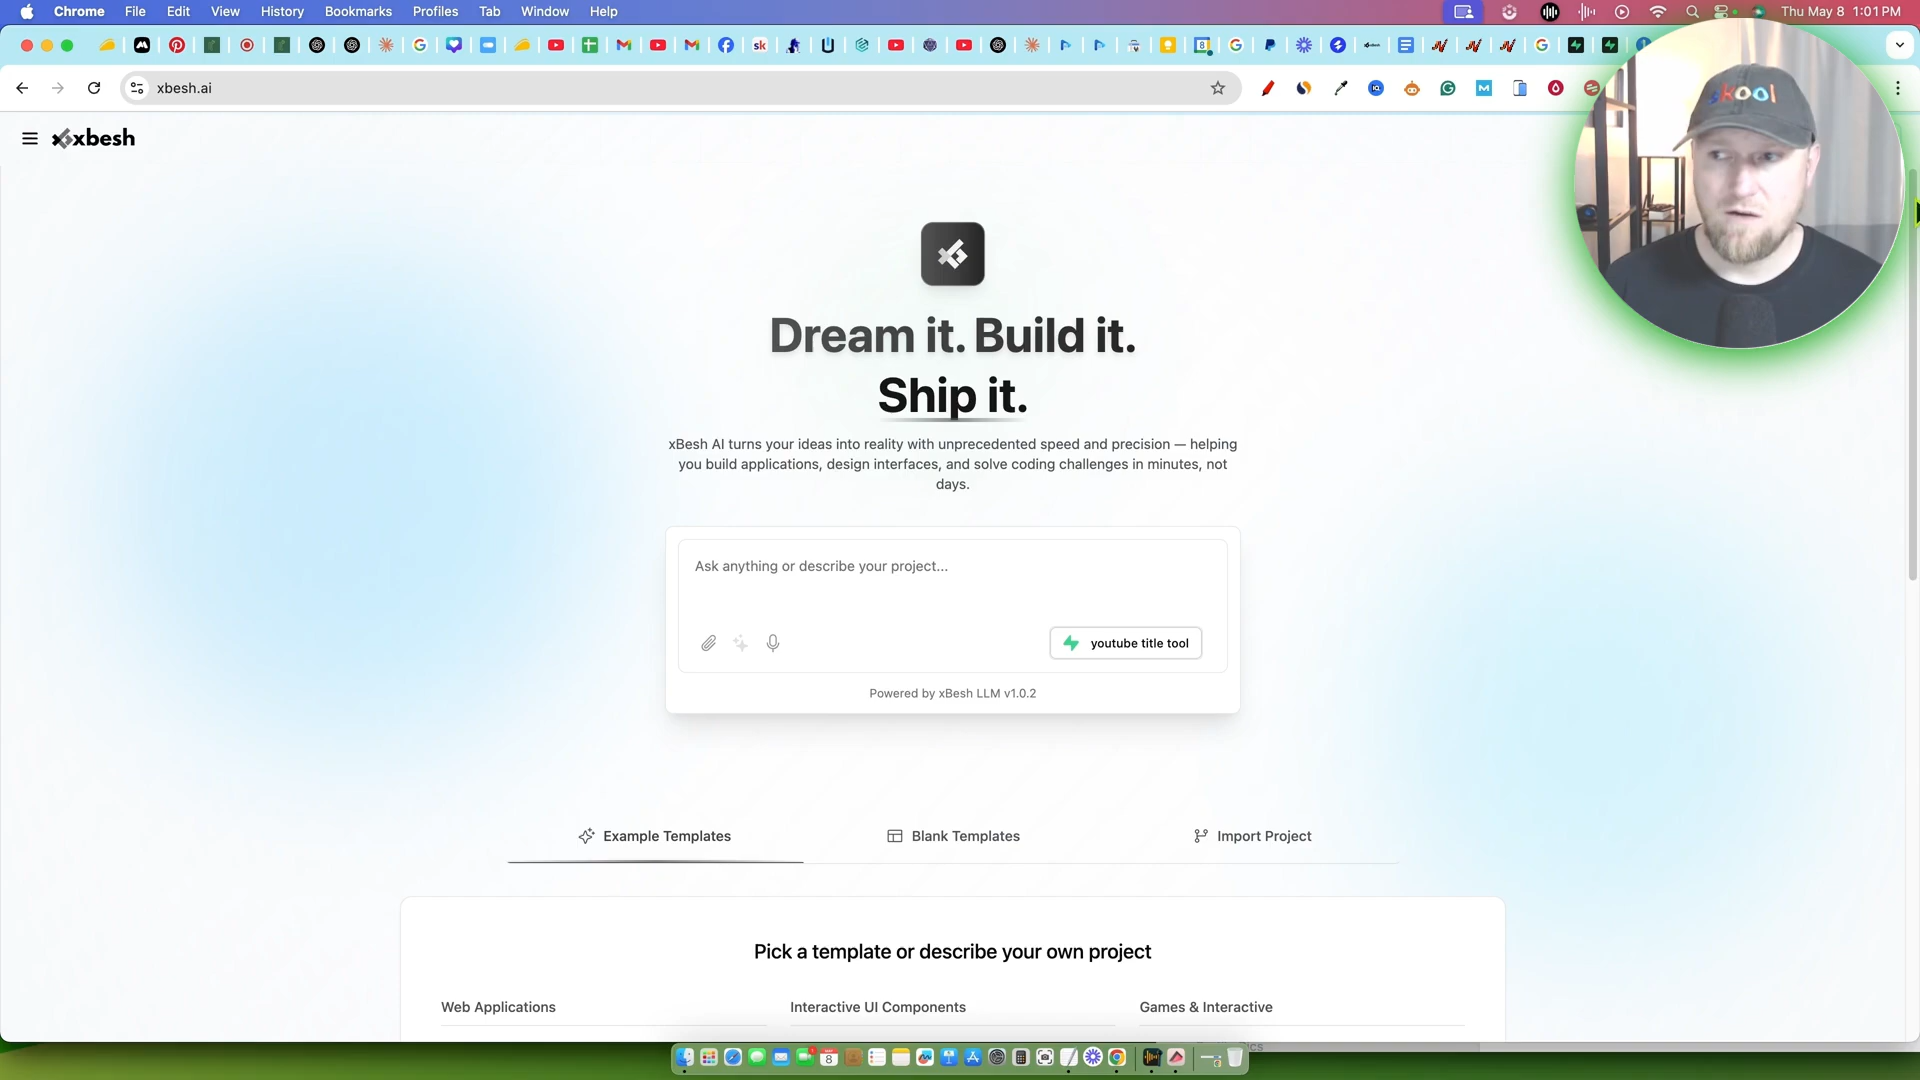 Chrome File Edit View History Bookmarks Profiles Tab Window Help
Thu May 8 1:01 PM
xbesh.ai
skool
xbesh
Dream it. Build it.
Ship it.
xBesh AI turns your ideas into reality with unprecedented speed and precision — helping
you build applications, design interfaces, and solve coding challenges in minutes, not
days.
Ask anything or describe your project...
youtube title tool
Powered by xBesh LLM v1.0.2
Example Templates
Blank Templates
Import Project
Pick a template or describe your own project
Web Applications
Interactive UI Components
Games & Interactive